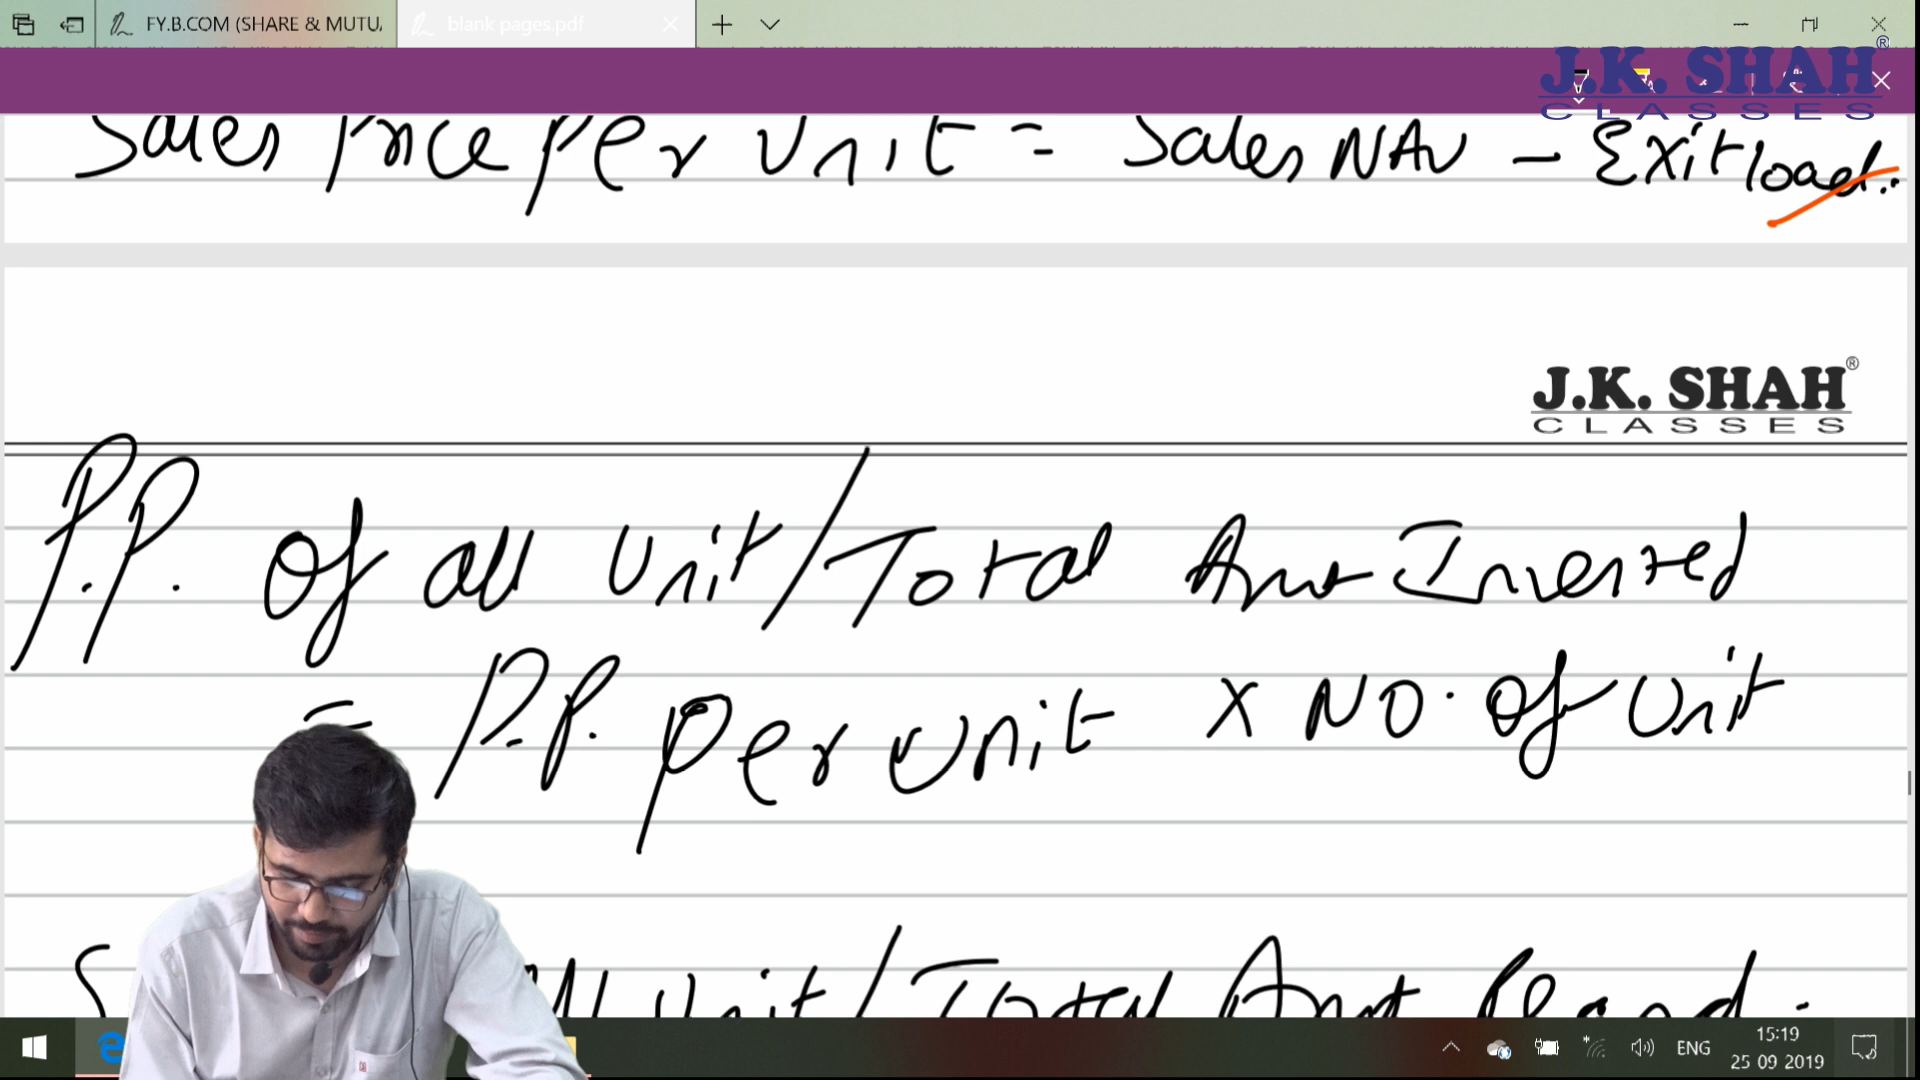 FY.B.COM (SHARE & MUTU
blank pages.pdf
J.K. SHAH®
CLASSES
Sales Price per Unit = Sales NAV - Exit load.
J.K. SHAH®
CLASSES
P.P. Of all Unit/Total Amt Invested
= P.P. per Unit X NO. Of Unit
S All Unit/Total Amt Recd.
ENG
15:19
25 09 2019